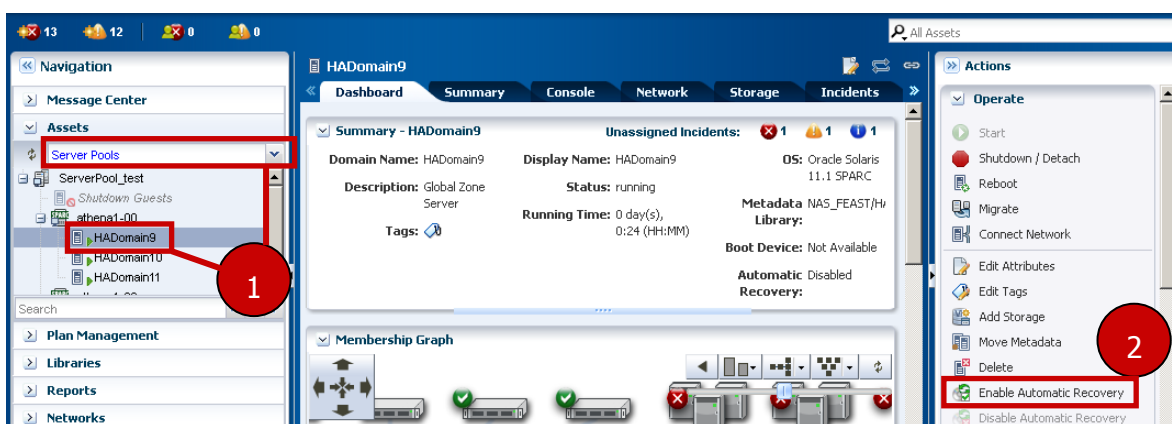 13 12 0 0
All Assets
Navigation
Message Center
Assets
Server Pools
ServerPool_test
Shutdown Guests
athena1-00
HADomain9
HADomain10
HADomain11
1
Search
Plan Management
Libraries
Reports
Networks
HADomain9
Dashboard Summary Console Network Storage Incidents
Summary - HADomain9 Unassigned Incidents: 1 1 1
Domain Name: HADomain9 Display Name: HADomain9 OS: Oracle Solaris
11.1 SPARC
Description: Global Zone Status: running
Server
Metadata NAS_FEAST/H
Library:
Running Time: 0 day(s),
0:24 (HH:MM)
Tags:
Boot Device: Not Available
Automatic Disabled
Recovery:
Membership Graph
Actions
Operate
Start
Shutdown / Detach
Reboot
Migrate
Connect Network
Edit Attributes
Edit Tags
Add Storage
Move Metadata
Delete
2
Enable Automatic Recovery
Disable Automatic Recovery